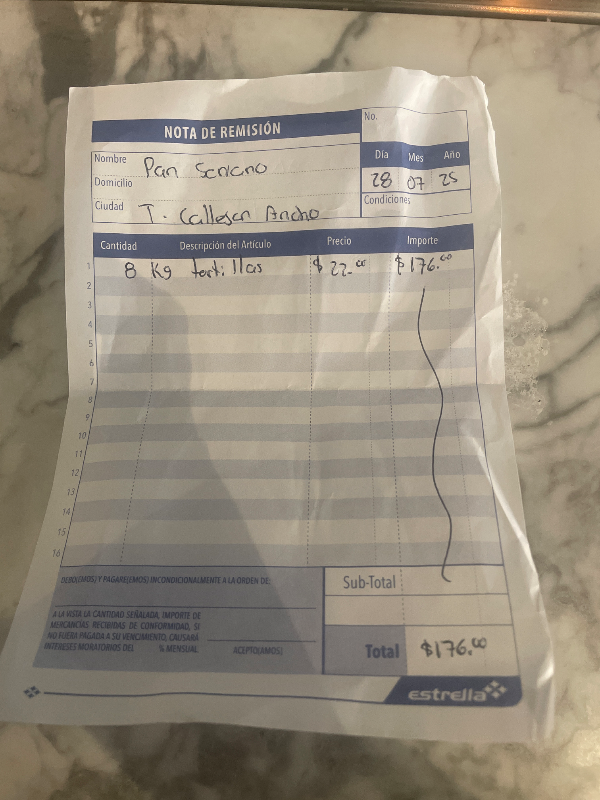 NOTA DE REMISIÓN
No.
Nombre Pan Serrano
Día Mes Año
28 07 25
Domicilio
Condiciones
Ciudad T. Callejon Ancho
Cantidad Descripción del Artículo Precio Importe
1 8 Kg tortillas $22.00 $176.00
2
3
4
5
6
7
8
9
10
11
12
13
14
15
16
DEBO(EMOS) Y PAGARE(EMOS) INCONDICIONALMENTE A LA ORDEN DE:
Sub-Total
A LA VISTA LA CANTIDAD SEÑALADA, IMPORTE DE
MERCANCIAS RECIBIDAS DE CONFORMIDAD, SI
NO FUERA PAGADA A SU VENCIMIENTO, CAUSARÁ
INTERESES MORATORIOS DEL % MENSUAL ACEPTO(AMOS)
Total $176.00
estrella